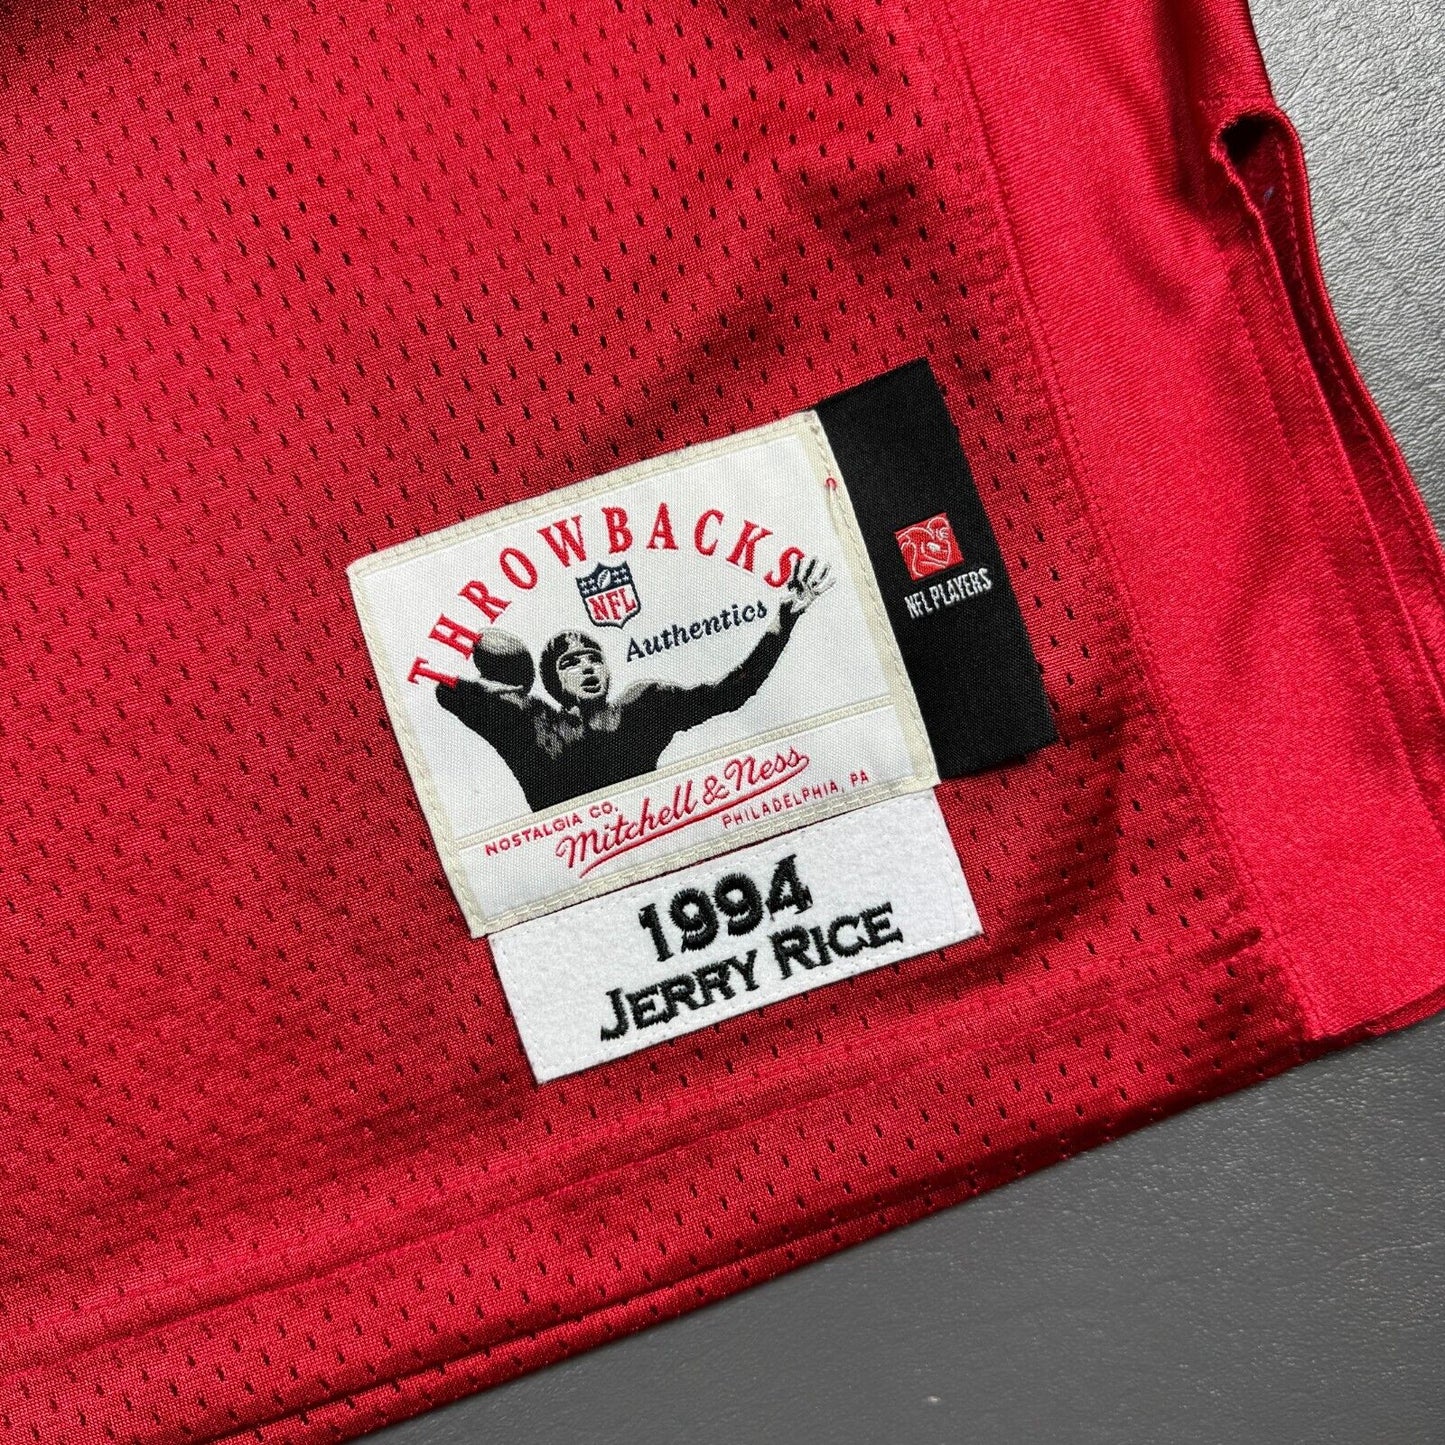 THROWBACKS
NFL
Authentics
NFL PLAYERS
NOSTALGIA CO. Mitchell & Ness PHILADELPHIA, PA
1994
JERRY RICE